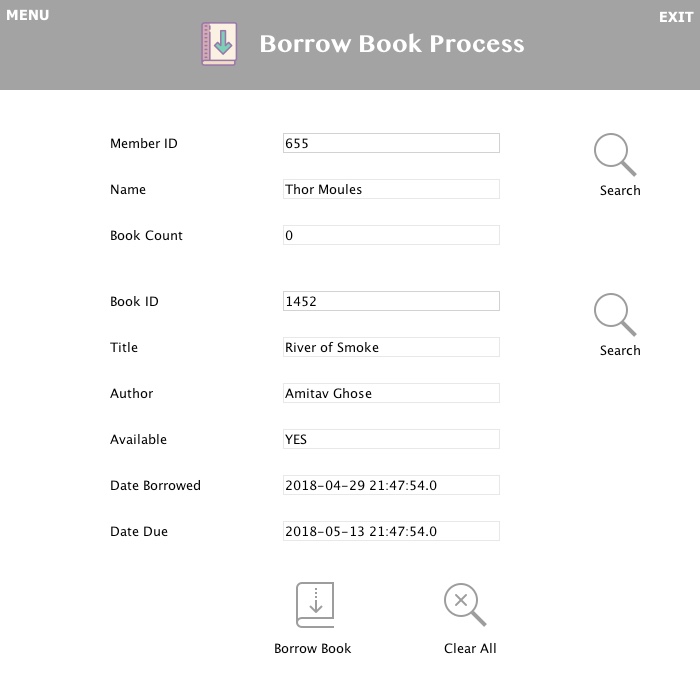 MENU
EXIT
Borrow Book Process
Member ID 655
Search
Name Thor Moules
Book Count 0
Book ID 1452
Search
Title River of Smoke
Author Amitav Ghose
Available YES
Date Borrowed 2018-04-29 21:47:54.0
Date Due 2018-05-13 21:47:54.0
Borrow Book
Clear All